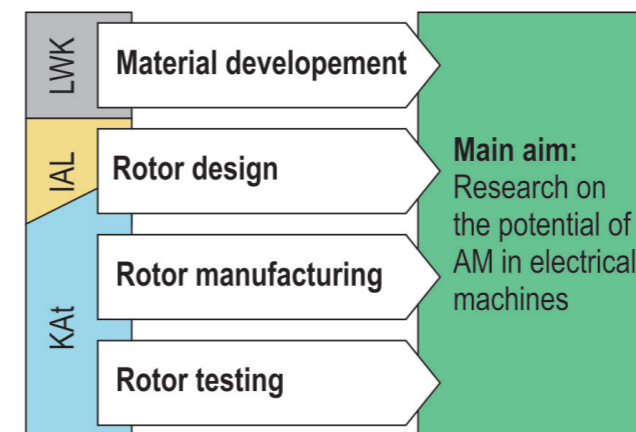 LWK
Material developement
IAL
Rotor design
KAt
Rotor manufacturing
Rotor testing
Main aim:
Research on
the potential of
AM in electrical
machines